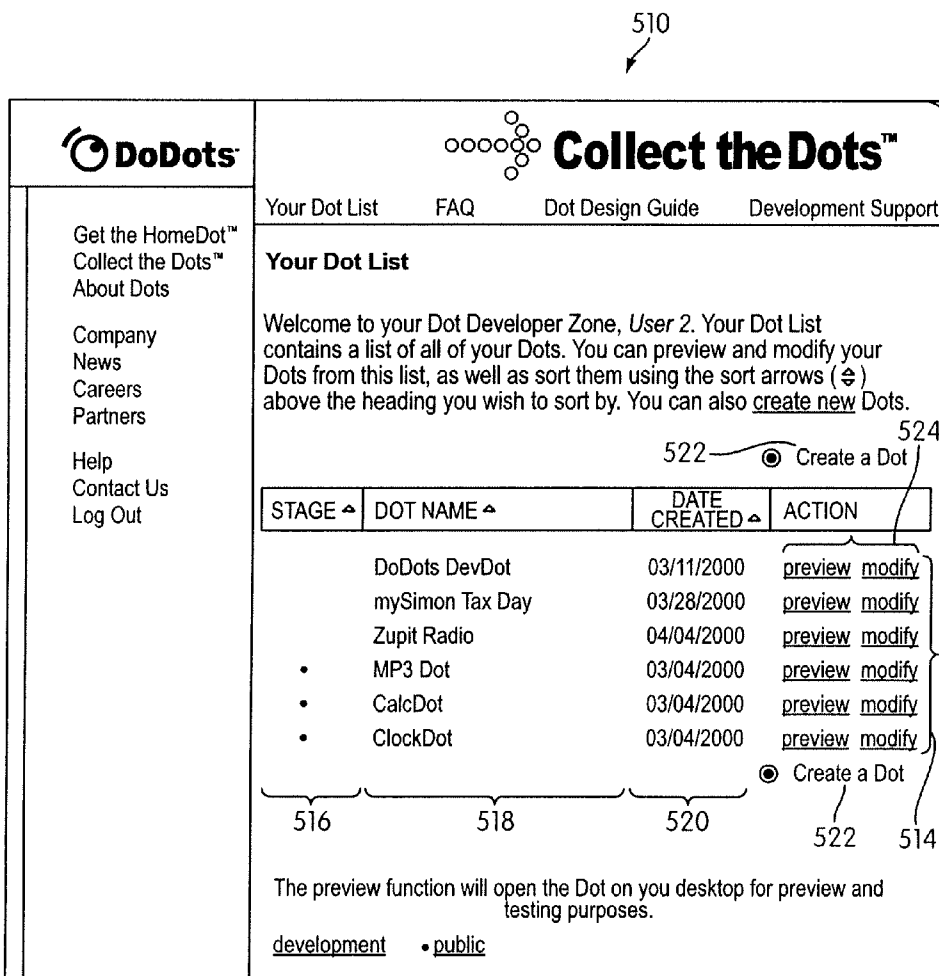 510
DoDots
Collect the Dots™
Your Dot List FAQ Dot Design Guide Development Support
Get the HomeDot™
Collect the Dots™
About Dots
Company
News
Careers
Partners
Help
Contact Us
Log Out
Your Dot List
Welcome to your Dot Developer Zone, User 2. Your Dot List
contains a list of all of your Dots. You can preview and modify your
Dots from this list, as well as sort them using the sort arrows ( )
above the heading you wish to sort by. You can also create new Dots.
524
522 Create a Dot
STAGE DOT NAME DATE CREATED ACTION
DoDots DevDot 03/11/2000 preview modify
mySimon Tax Day 03/28/2000 preview modify
Zupit Radio 04/04/2000 preview modify
• MP3 Dot 03/04/2000 preview modify
• CalcDot 03/04/2000 preview modify
• ClockDot 03/04/2000 preview modify
Create a Dot
516 518 520 522 514
The preview function will open the Dot on you desktop for preview and
testing purposes.
development • public